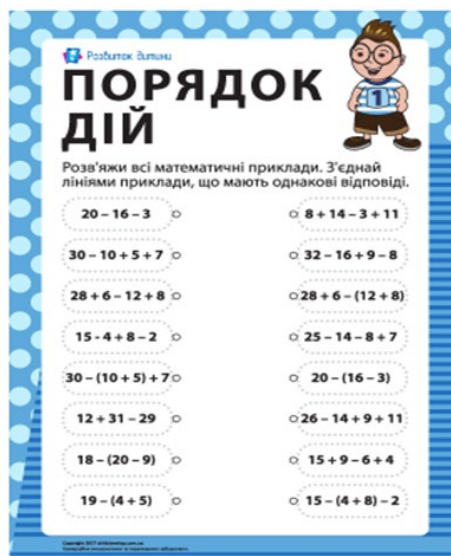 Розвиток дитини
ПОРЯДОК
ДІЙ
Розв'яжи всі математичні приклади. З'єднай
лініями приклади, що мають однакові відповіді.
20 – 16 – 3
8 + 14 – 3 + 11
30 – 10 + 5 + 7
32 – 16 + 9 – 8
28 + 6 – 12 + 8
28 + 6 – (12 + 8)
15 - 4 + 8 – 2
25 – 14 – 8 + 7
30 – (10 + 5) + 7
20 – (16 – 3)
12 + 31 – 29
26 – 14 + 9 + 11
18 – (20 – 9)
15 + 9 – 6 + 4
19 – (4 + 5)
15 – (4 + 8) – 2
1